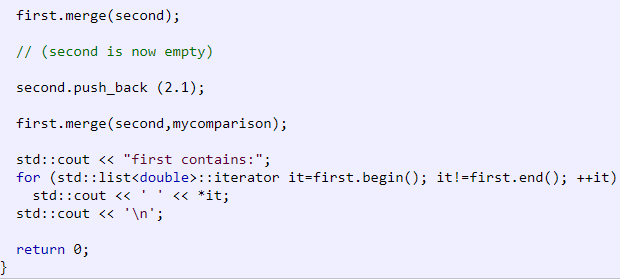 first.merge(second);
// (second is now empty)
second.push_back (2.1);
first.merge(second,mycomparison);
std::cout << "first contains:";
for (std::list<double>::iterator it=first.begin(); it!=first.end(); ++it)
std::cout << ' ' << *it;
std::cout << '\n';
return 0;
}